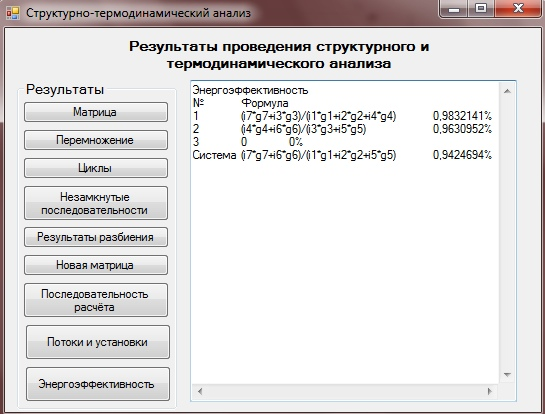 Структурно-термодинамический анализ
Результаты проведения структурного и
термодинамического анализа
Результаты
Матрица
Перемножение
Циклы
Незамкнутые
последовательности
Результаты разбиения
Новая матрица
Последовательность
расчёта
Потоки и установки
Энергоэффективность
Энергоэффективность
№ Формула
1 (i7*g7+i3*g3)/(i1*g1+i2*g2+i4*g4) 0,9832141%
2 (i4*g4+i6*g6)/(i3*g3+i5*g5) 0,9630952%
3 0 0%
Система (i7*g7+i6*g6)/(i1*g1+i2*g2+i5*g5) 0,9424694%